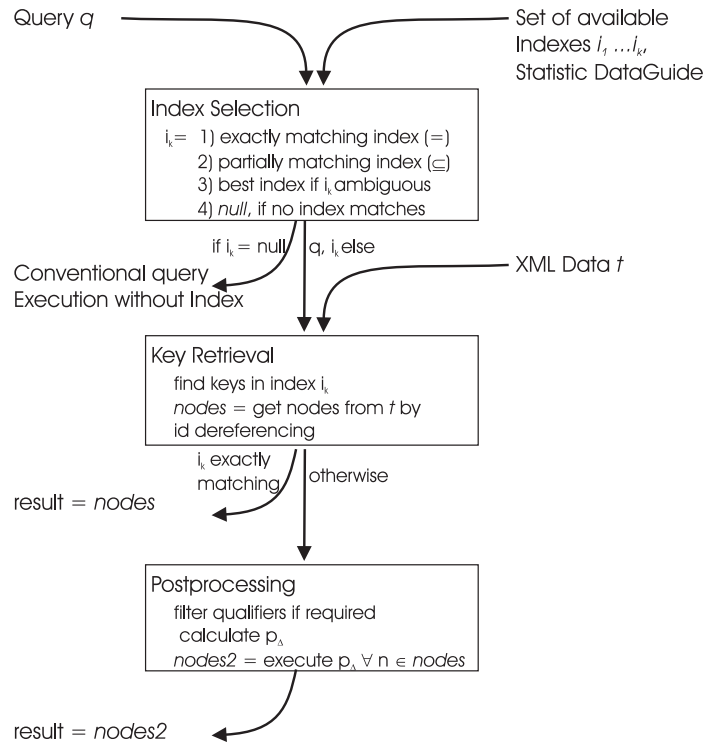 Query q
Set of available
Indexes i₁ ...iₖ,
Statistic DataGuide
Index Selection
iₖ= 1) exactly matching index (=)
2) partially matching index (⊆)
3) best index if iₖ ambiguous
4) null, if no index matches
if iₖ = null
q, iₖ else
Conventional query
Execution without Index
XML Data t
Key Retrieval
find keys in index iₖ
nodes = get nodes from t by
id dereferencing
iₖ exactly
matching
otherwise
result = nodes
Postprocessing
filter qualifiers if required
calculate p_Δ
nodes2 = execute p_Δ ∀ n ∈ nodes
result = nodes2